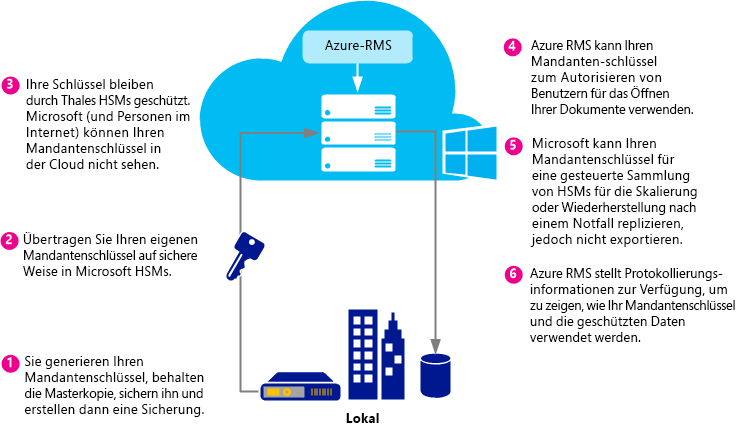 Azure-RMS
3 Ihre Schlüssel bleiben
durch Thales HSMs geschützt.
Microsoft (und Personen im
Internet) können Ihren
Mandantenschlüssel in
der Cloud nicht sehen.
2 Übertragen Sie Ihren eigenen
Mandantenschlüssel auf sichere
Weise in Microsoft HSMs.
1 Sie generieren Ihren
Mandantenschlüssel, behalten
die Masterkopie, sichern ihn und
erstellen dann eine Sicherung.
Lokal
4 Azure RMS kann Ihren
Mandanten-schlüssel
zum Autorisieren von
Benutzern für das Öffnen
Ihrer Dokumente verwenden.
5 Microsoft kann Ihren
Mandantenschlüssel für
eine gesteuerte Sammlung
von HSMs für die Skalierung
oder Wiederherstellung nach
einem Notfall replizieren,
jedoch nicht exportieren.
6 Azure RMS stellt Protokollierungs-
informationen zur Verfügung, um
zu zeigen, wie Ihr Mandantenschlüssel
und die geschützten Daten
verwendet werden.